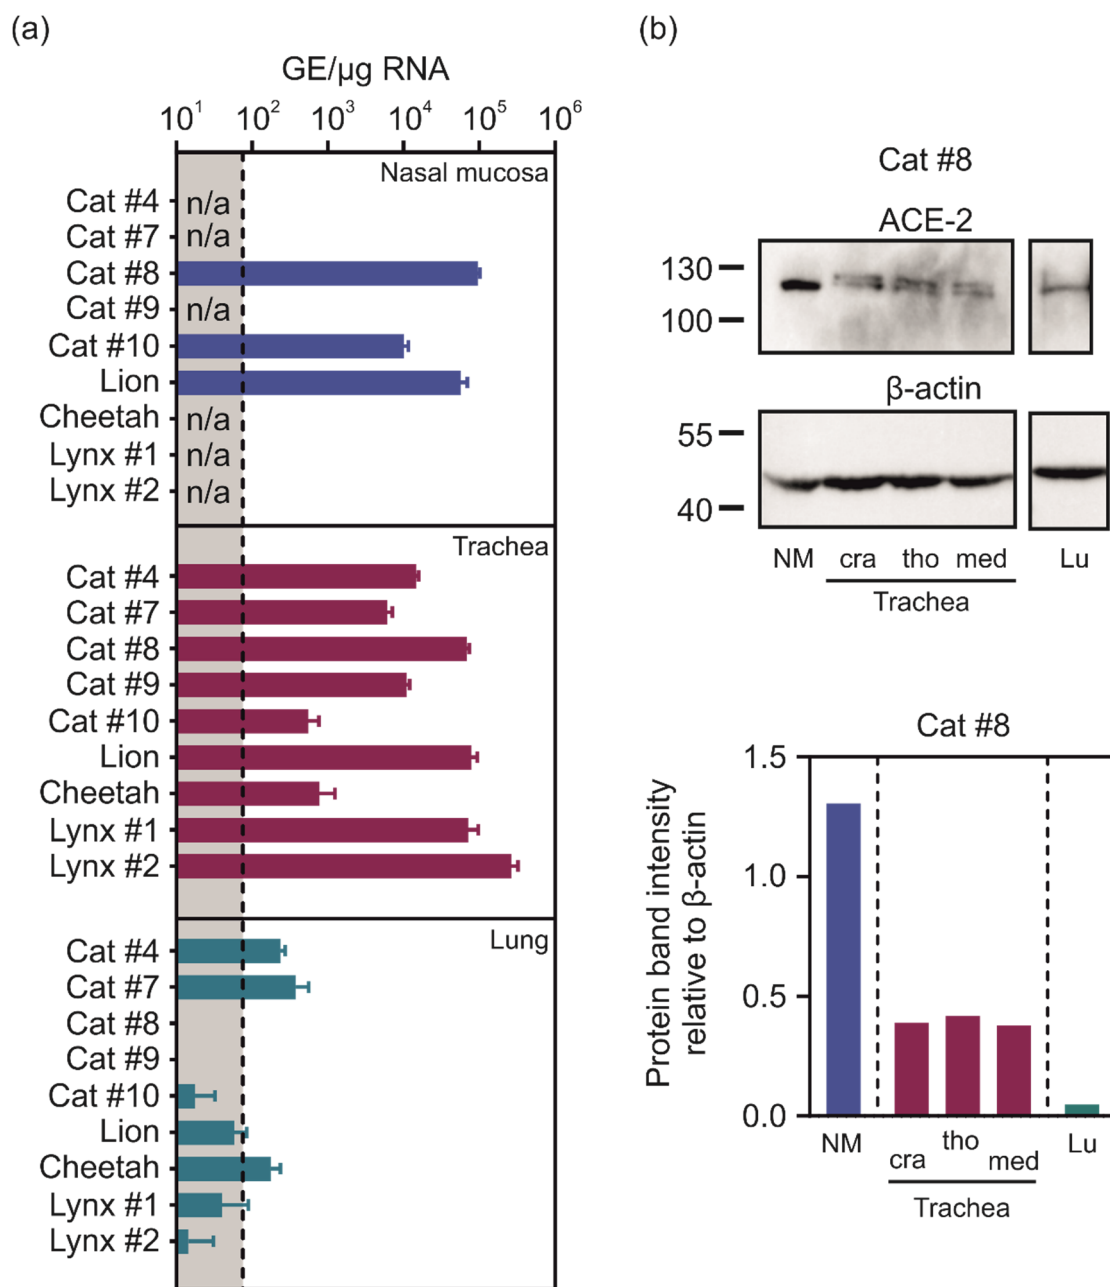 (a)
GE/µg RNA
10¹ 10² 10³ 10⁴ 10⁵ 10⁶
Nasal mucosa
Cat #4 n/a
Cat #7 n/a
Cat #8
Cat #9 n/a
Cat #10
Lion
Cheetah n/a
Lynx #1 n/a
Lynx #2 n/a
Trachea
Cat #4
Cat #7
Cat #8
Cat #9
Cat #10
Lion
Cheetah
Lynx #1
Lynx #2
Lung
Cat #4
Cat #7
Cat #8
Cat #9
Cat #10
Lion
Cheetah
Lynx #1
Lynx #2
(b)
Cat #8
ACE-2
130
100
β-actin
55
40
NM cra tho med Lu
Trachea
Cat #8
Protein band intensity
relative to β-actin
1.5
1.0
0.5
0.0
NM cra tho med Lu
Trachea